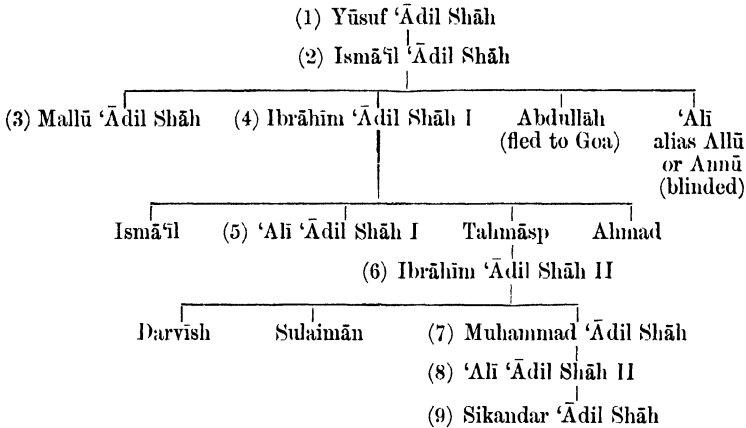 (1) Yūsuf ‘Ādil Shāh
(2) Ismā‘īl ‘Ādil Shāh
(3) Mallū ‘Ādil Shāh (4) Ibrāhīm ‘Ādil Shāh I Abdullāh ‘Alī
(fled to Goa) alias Allū
or Annū
(blinded)
Ismā‘īl (5) ‘Alī ‘Ādil Shāh I Tahmāsp Ahmad
(6) Ibrāhīm ‘Ādil Shāh II
Darvīsh Sulaimān (7) Muhammad ‘Ādil Shāh
(8) ‘Alī ‘Ādil Shāh II
(9) Sikandar ‘Ādil Shāh